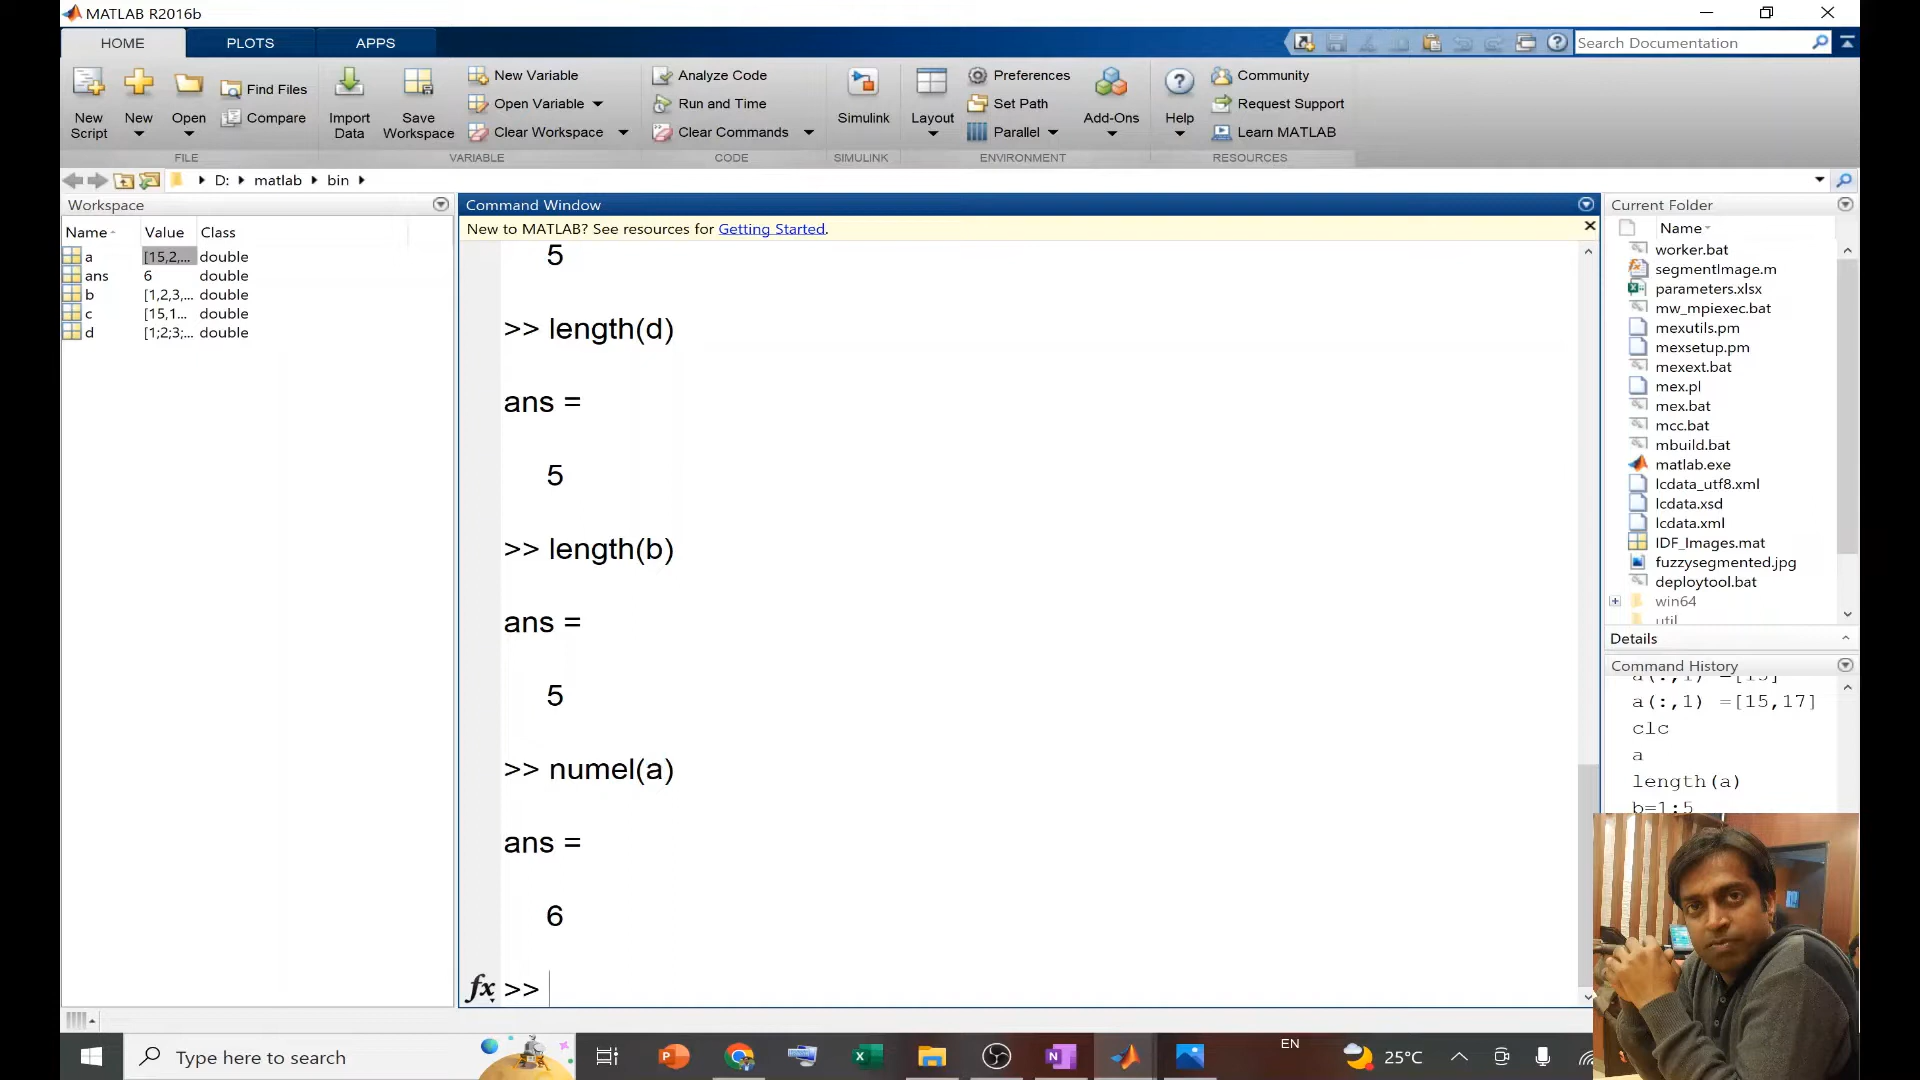 MATLAB R2016b
HOME
PLOTS
APPS
Search Documentation
New Script
New
Open
Find Files
Compare
Import Data
Save Workspace
New Variable
Open Variable
Clear Workspace
Analyze Code
Run and Time
Clear Commands
Simulink
Layout
Preferences
Set Path
Parallel
Add-Ons
Help
Community
Request Support
Learn MATLAB
FILE
VARIABLE
CODE
SIMULINK
ENVIRONMENT
RESOURCES
D:
matlab
bin
Workspace
Name Value Class
a [15,2,... double
ans 6 double
b [1,2,3,... double
c [15,1... double
d [1;2;3;... double
Command Window
New to MATLAB? See resources for Getting Started.
5
>> length(d)
ans =
5
>> length(b)
ans =
5
>> numel(a)
ans =
6
fx >>
Current Folder
Name
worker.bat
segmentImage.m
parameters.xlsx
mw_mpiexec.bat
mexutils.pm
mexsetup.pm
mexext.bat
mex.pl
mex.bat
mcc.bat
mbuild.bat
matlab.exe
lcdata_utf8.xml
lcdata.xsd
lcdata.xml
IDF_Images.mat
fuzzysegmented.jpg
deploytool.bat
win64
util
Details
Command History
a(:,1) =[15]
a(:,1) =[15,17]
clc
a
length(a)
b=1:5
Type here to search
EN
25°C